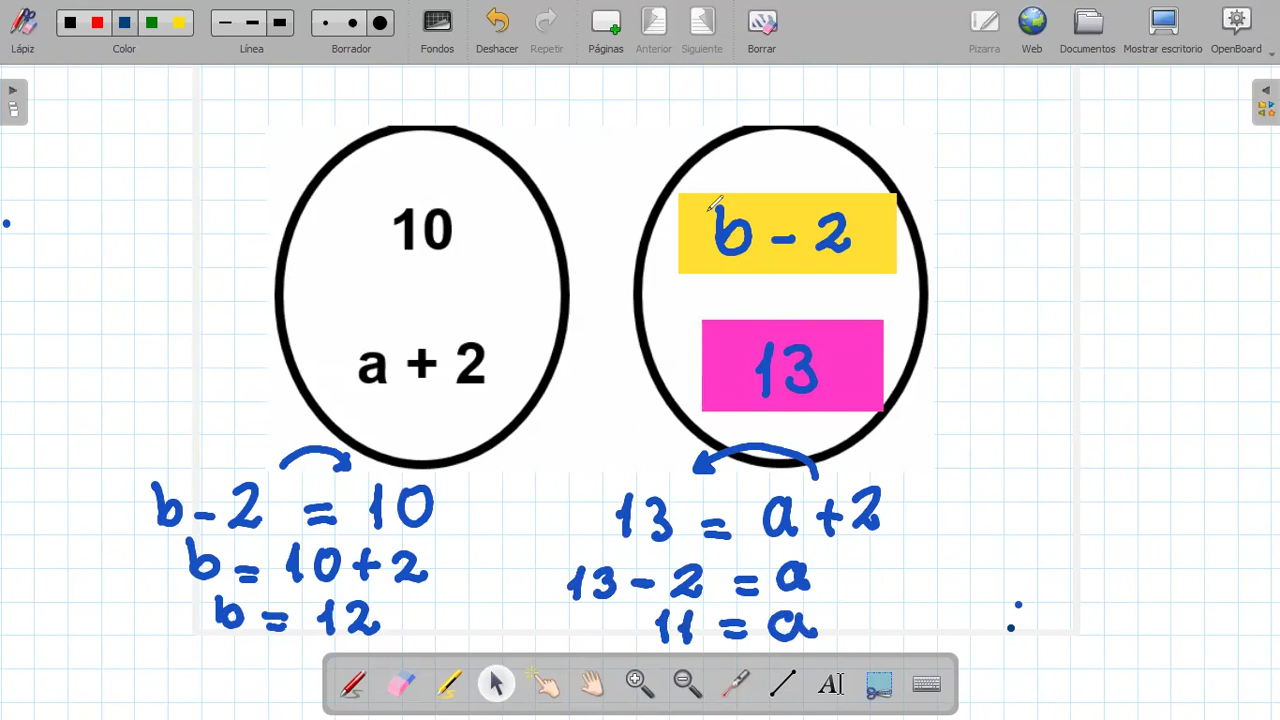 Lápiz
Color
Línea
Borrador
Fondos
Deshacer
Repetir
Páginas
Anterior
Siguiente
Borrar
Pizarra
Web
Documentos
Mostrar escritorio
OpenBoard
10
a + 2
b - 2
13
b - 2 = 10
b = 10 + 2
b = 12
13 = a + 2
13 - 2 = a
11 = a